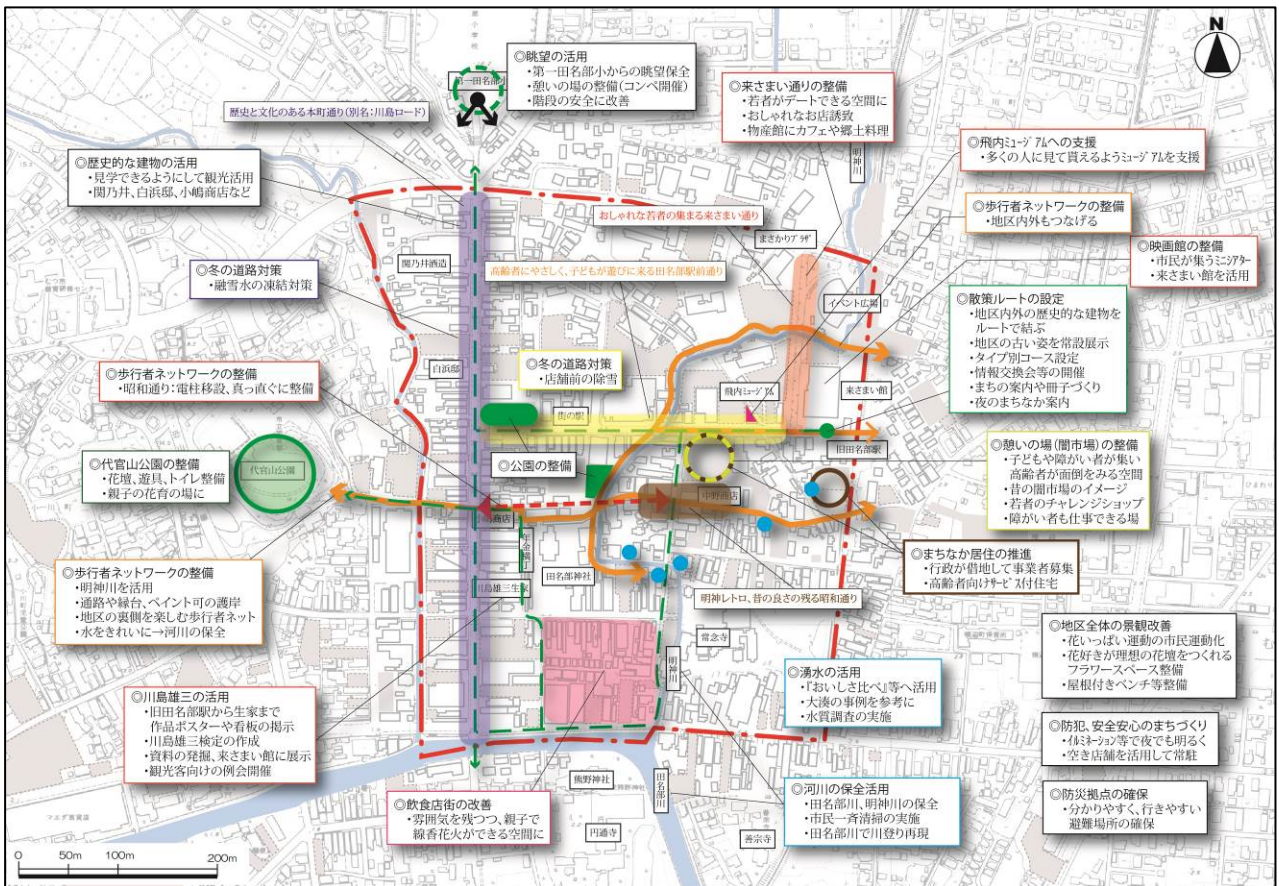 N
◎眺望の活用
・第一田名部小からの眺望保全
・憩いの場の整備(コンペ開催)
・階段の安全に改善
第一田名部小
◎来さまい通りの整備
・若者がデートできる空間に
・おしゃれなお店誘致
・物産館にカフェや郷土料理
歴史と文化のある本町通り(別名:川島ロード)
明神川
◎飛内ﾐｭｰｼﾞｱﾑへの支援
・多くの人に見て貰えるようﾐｭｰｼﾞｱﾑを支援
◎歴史的な建物の活用
・見学できるようにして観光活用
・関乃井、白浜邸、小嶋商店など
◎歩行者ネットワークの整備
・地区内外もつなげる
おしゃれな若者の集まる来さまい通り
まさかりﾌﾟﾗｻﾞ
◎映画館の整備
・市民が集うﾐﾆｼｱﾀｰ
・来さまい館を活用
関乃井酒造
高齢者にやさしく、子どもが遊びに来る田名部駅前通り
◎冬の道路対策
・融雪水の凍結対策
イベント広場
◎散策ルートの設定
・地区内外の歴史的な建物を
ルートで結ぶ
・地区の古い姿を常設展示
・タイプ別コース設定
・情報交換会等の開催
・まちの案内や冊子づくり
・夜のまちなか案内
◎歩行者ネットワークの整備
・昭和通り:電柱移設、真っ直ぐに整備
白浜邸
◎冬の道路対策
・店舗前の除雪
飛内ﾐｭｰｼﾞｱﾑ
来さまい館
街の駅
旧田名部駅
◎代官山公園の整備
・花壇、遊具、トイレ整備
・親子の花育の場に
代官山公園
◎公園の整備
◎憩いの場(闇市場)の整備
・子どもや障がい者が集い
高齢者が面倒をみる空間
・昔の闇市場のイメージ
・若者のチャレンジショップ
・障がい者も仕事できる場
中野商店
商店
◎まちなか居住の推進
・行政が借地して事業者募集
・高齢者向けｻｰﾋﾞｽ付住宅
◎歩行者ネットワークの整備
・明神川を活用
・通路や縁台、ペイント可の護岸
・地区の裏側を楽しむ歩行者ネット
・水をきれいに→河川の保全
田名部神社
川島雄三生家
明神レトロ、昔の良さの残る昭和通り
常念寺
明神川
◎地区全体の景観改善
・花いっぱい運動の市民運動化
・花好きが理想の花壇をつくれる
フラワースペース整備
・屋根付きベンチ等整備
◎湧水の活用
・『おいしさ比べ』等へ活用
・大湊の事例を参考に
・水質調査の実施
◎川島雄三の活用
・旧田名部駅から生家まで
作品ポスターや看板の掲示
・川島雄三検定の作成
・資料の発掘、来さまい館に展示
・観光客向けの例会開催
◎防犯、安全安心のまちづくり
・ｲﾙﾐﾈｰｼｮﾝ等で夜でも明るく
・空き店舗を活用して常駐
熊野神社
田名部川
◎飲食店街の改善
・雰囲気を残つつ、親子で
線香花火ができる空間に
円通寺
善宗寺
◎河川の保全活用
・田名部川、明神川の保全
・市民一斉清掃の実施
・田名部川で川登り再現
◎防災拠点の確保
・分かりやすく、行きやすい
避難場所の確保
0 50m 100m 200m